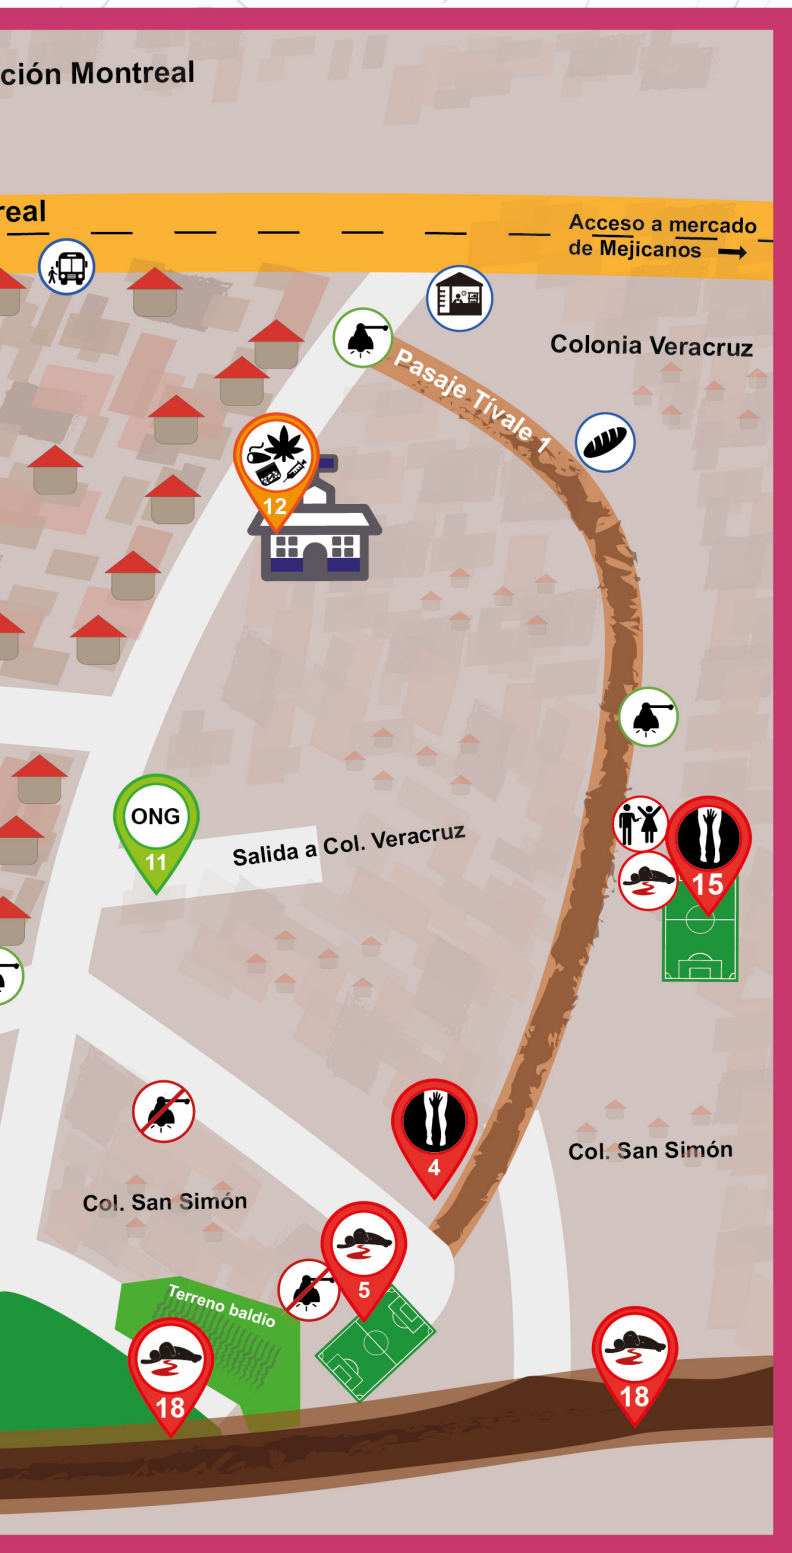 ción Montreal
real
Acceso a mercado
de Mejicanos
Colonia Veracruz
Pasaje Tívale 1
12
ONG
11
Salida a Col. Veracruz
15
4
Col. San Simón
Col. San Simón
5
Terreno baldío
18
18